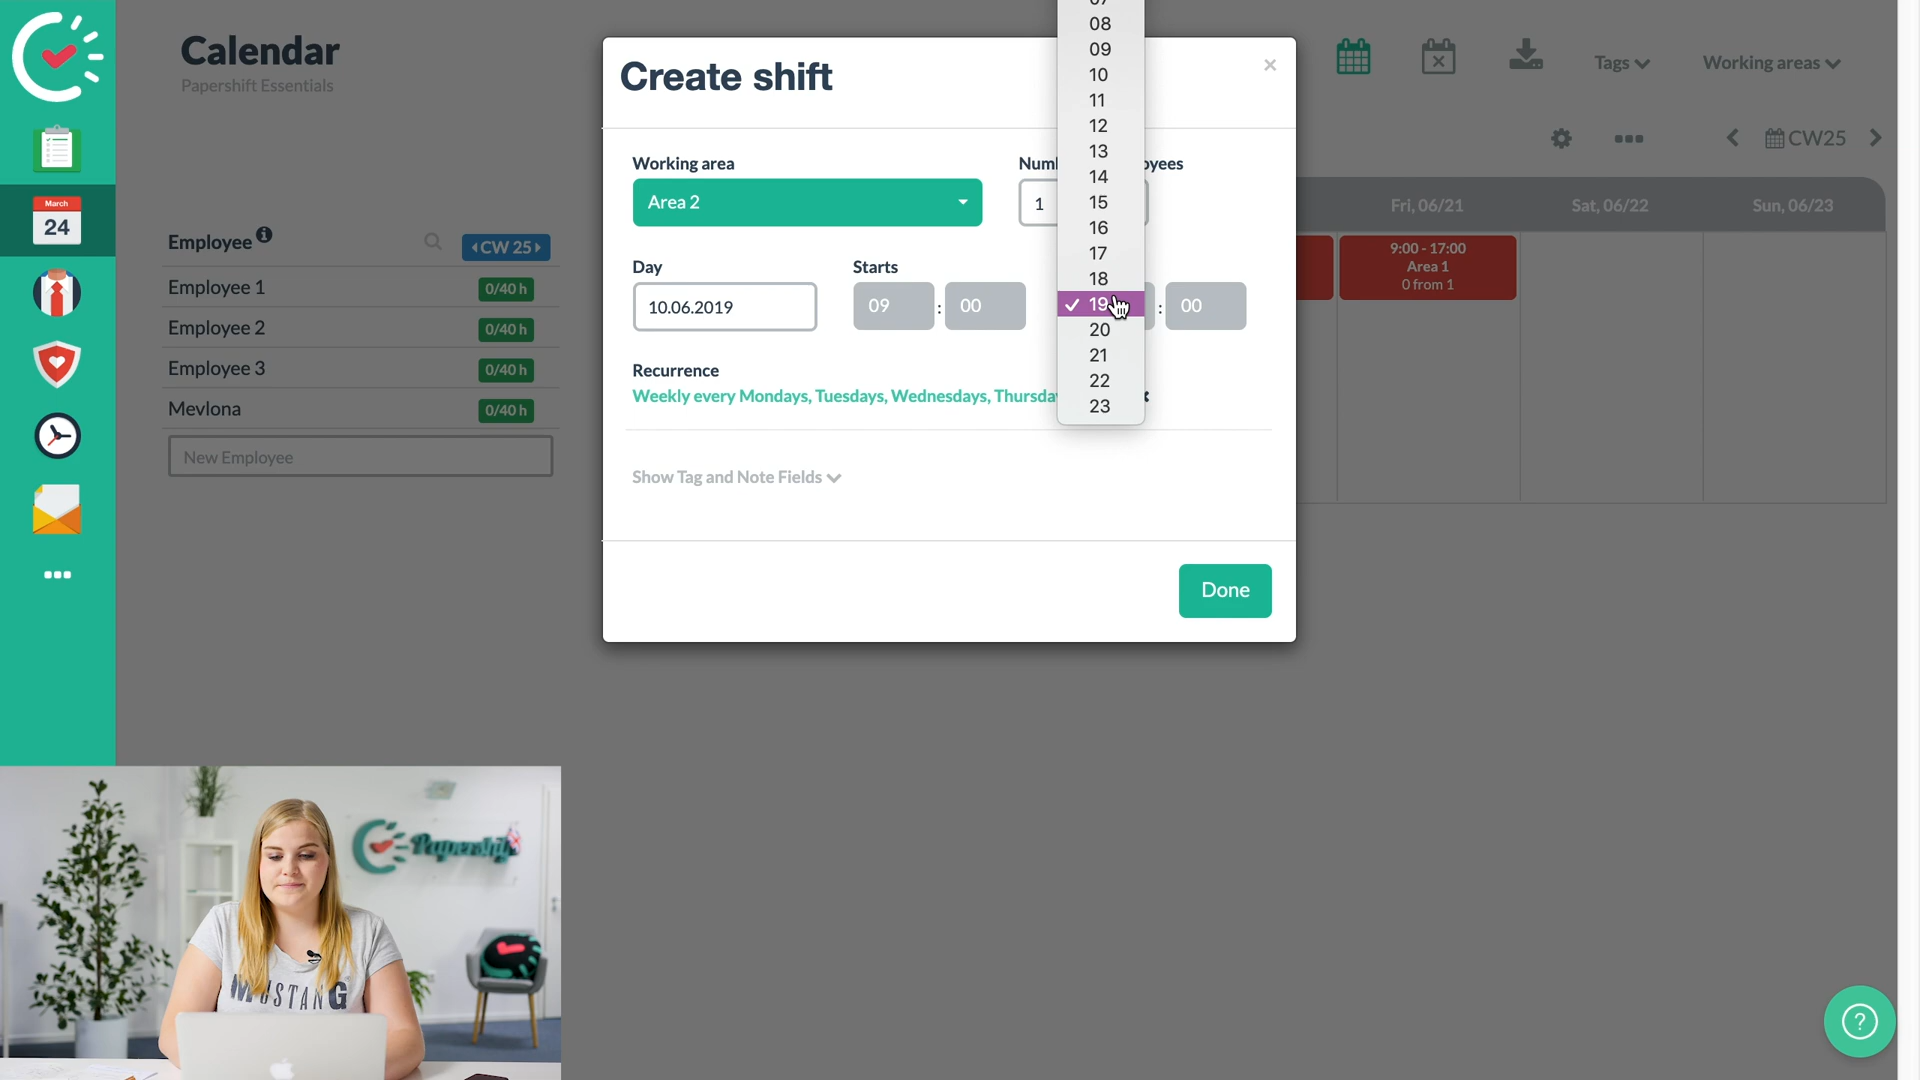 Calendar
Papershift Essentials
March
24
Employee
CW 25
Employee 1
0/40 h
Employee 2
0/40 h
Employee 3
0/40 h
Mevlona
0/40 h
New Employee
Create shift
×
Working area
Area 2
1
Day
10.06.2019
Starts
09
:
00
:
00
08
09
10
11
12
13
14
15
16
17
18
19
20
21
22
23
Recurrence
Weekly every Mondays, Tuesdays, Wednesdays,
Show Tag and Note Fields
Done
Tags
Working areas
CW25
Fri, 06/21
Sat, 06/22
Sun, 06/23
9:00 - 17:00
Area 1
0 from 1
Papershift
MUSTANG
?